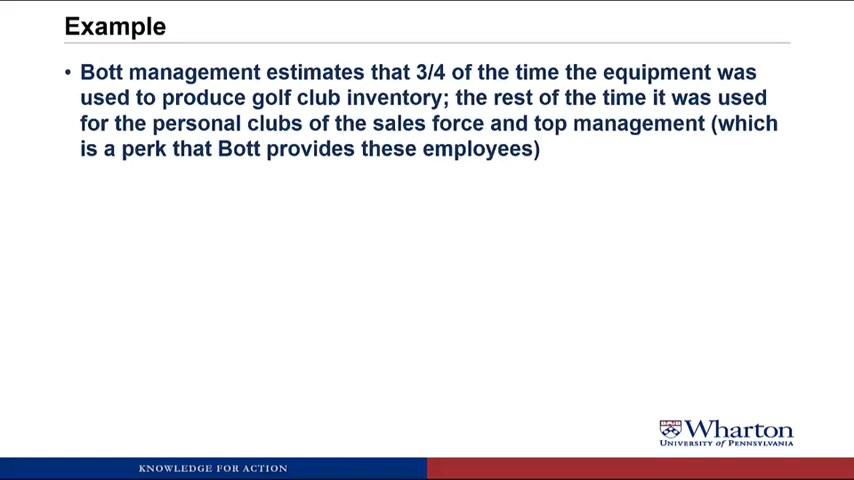 Example
• Bott management estimates that 3/4 of the time the equipment was
used to produce golf club inventory; the rest of the time it was used
for the personal clubs of the sales force and top management (which
is a perk that Bott provides these employees)
Wharton
UNIVERSITY of PENNSYLVANIA
KNOWLEDGE FOR ACTION